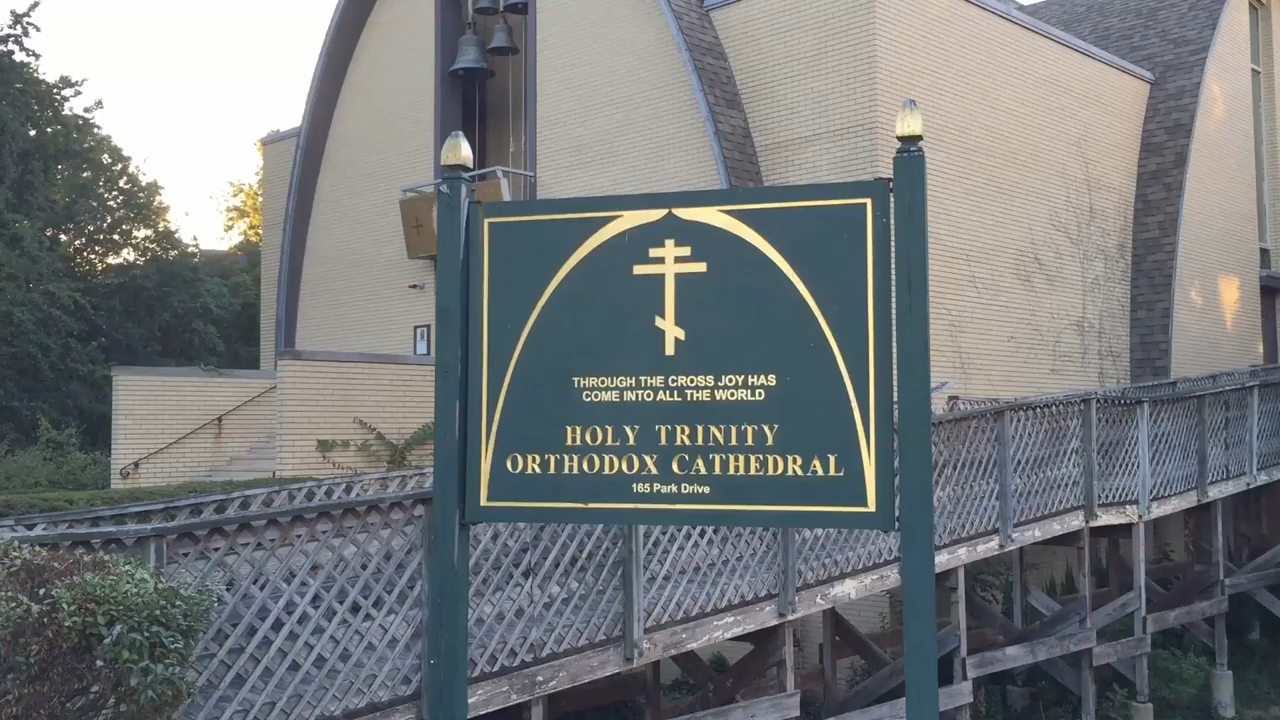 THROUGH THE CROSS JOY HAS
COME INTO ALL THE WORLD
HOLY TRINITY
ORTHODOX CATHEDRAL
165 Park Drive